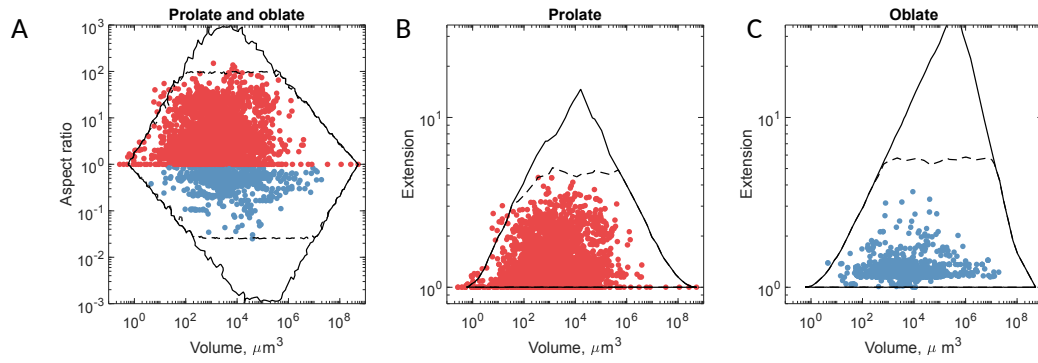 A
Prolate and oblate
Aspect ratio
10^3
10^2
10^1
10^0
10^-1
10^-2
10^-3
10^0 10^2 10^4 10^6 10^8
Volume, μm^3
B
Prolate
Extension
10^1
10^0
10^0 10^2 10^4 10^6 10^8
Volume, μm^3
C
Oblate
Extension
10^1
10^0
10^0 10^2 10^4 10^6 10^8
Volume, μm^3